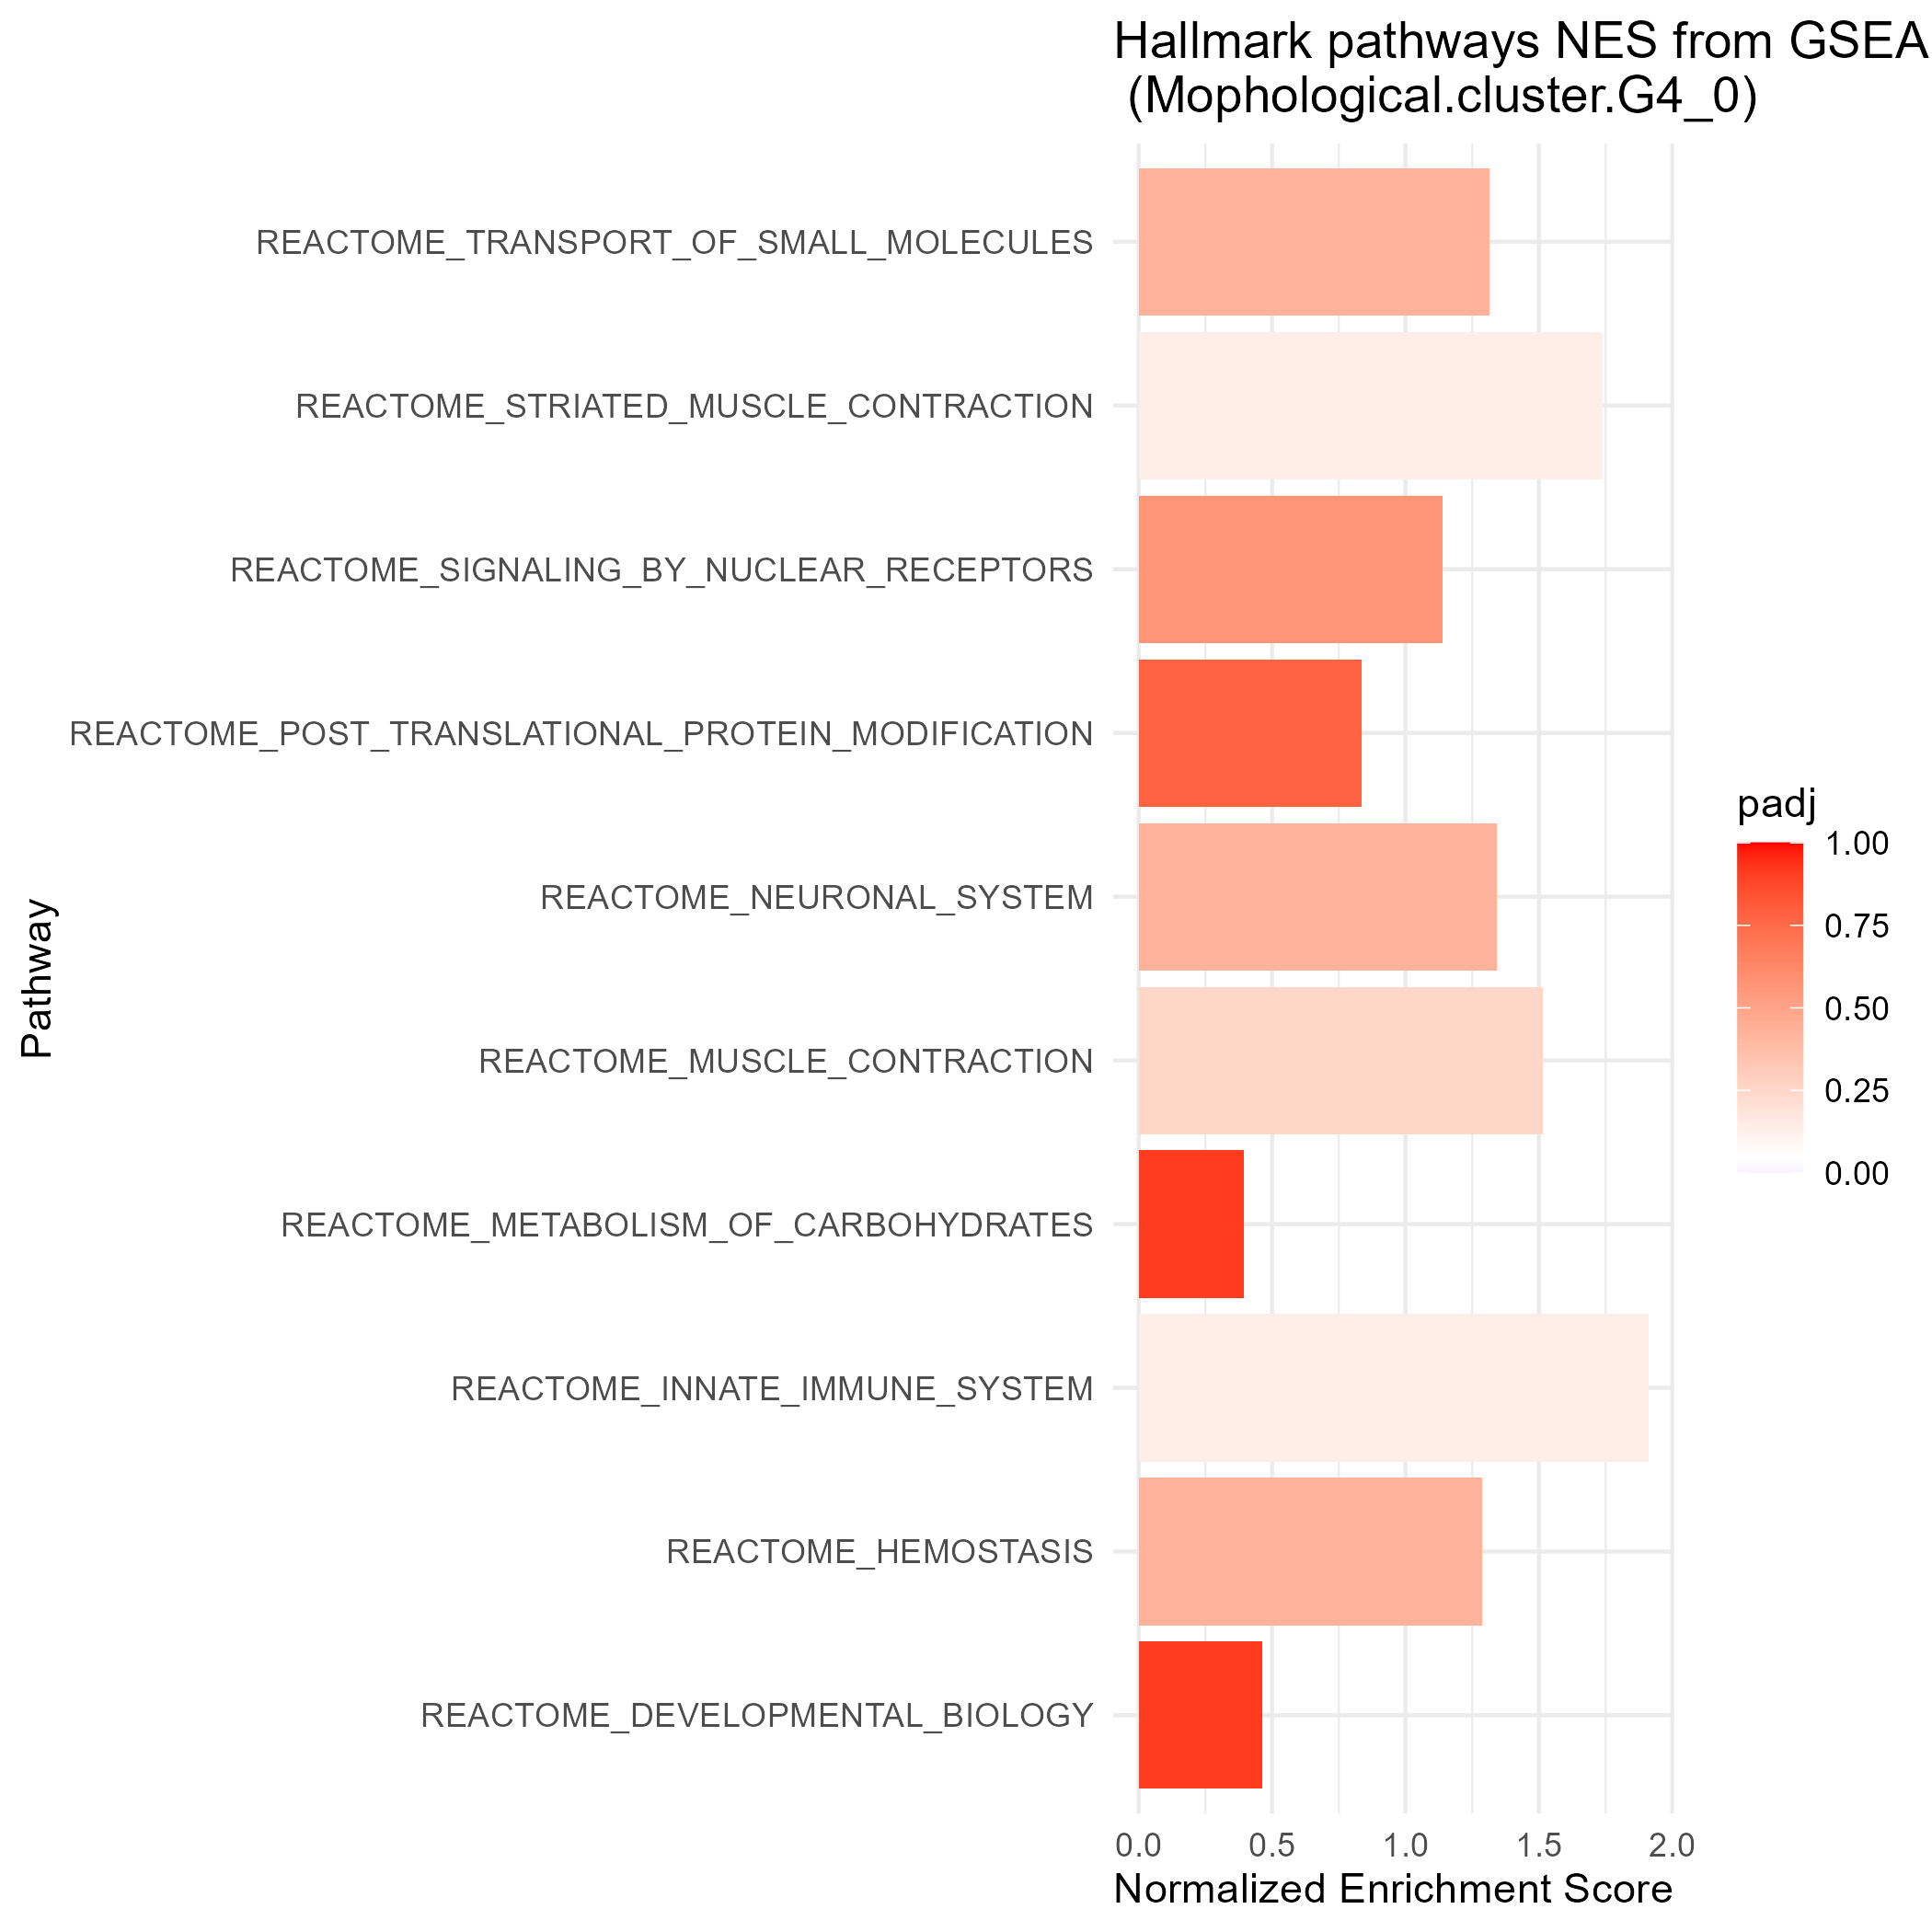 Hallmark pathways NES from GSEA
(Mophological.cluster.G4_0)
REACTOME_TRANSPORT_OF_SMALL_MOLECULES
REACTOME_STRIATED_MUSCLE_CONTRACTION
REACTOME_SIGNALING_BY_NUCLEAR_RECEPTORS
REACTOME_POST_TRANSLATIONAL_PROTEIN_MODIFICATION
REACTOME_NEURONAL_SYSTEM
REACTOME_MUSCLE_CONTRACTION
REACTOME_METABOLISM_OF_CARBOHYDRATES
REACTOME_INNATE_IMMUNE_SYSTEM
REACTOME_HEMOSTASIS
REACTOME_DEVELOPMENTAL_BIOLOGY
Pathway
0.0 0.5 1.0 1.5 2.0
Normalized Enrichment Score
padj
1.00
0.75
0.50
0.25
0.00